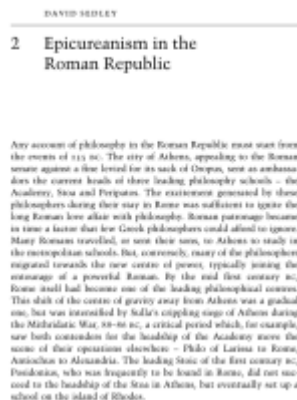 DAVID SEDLEY
2 Epicureanism in the
Roman Republic
Any account of philosophy in the Roman Republic must start from
the events of 155 BC. The city of Athens, appealing to the Roman
senate against a fine levied for its sack of Oropus, sent as ambassa-
dors the current heads of three leading philosophy schools – the
Academy, Stoa and Peripatos. The excitement generated by these
philosophers during their stay in Rome was sufficient to ignite the
long Roman love affair with philosophy. Roman patronage became
in time a factor that few Greek philosophers could afford to ignore.
Many Romans travelled, or sent their sons, to Athens to study in
the metropolitan schools. But, conversely, many of the philosophers
migrated towards the new centre of power, typically joining the
entourage of a powerful Roman. By the mid first century BC,
Rome itself had become one of the leading philosophical centres.
This shift of the centre of gravity away from Athens was a gradual
one, but was intensified by Sulla's crippling siege of Athens during
the Mithridatic War, 88–86 BC, a critical period which, for example,
saw both contenders for the headship of the Academy move the
scene of their operations elsewhere – Philo of Larissa to Rome,
Antiochus to Alexandria. The leading Stoic of the first century BC,
Posidonius, who was frequently to be found in Rome, did not suc-
ceed to the headship of the Stoa in Athens, but eventually set up a
school on the island of Rhodes.